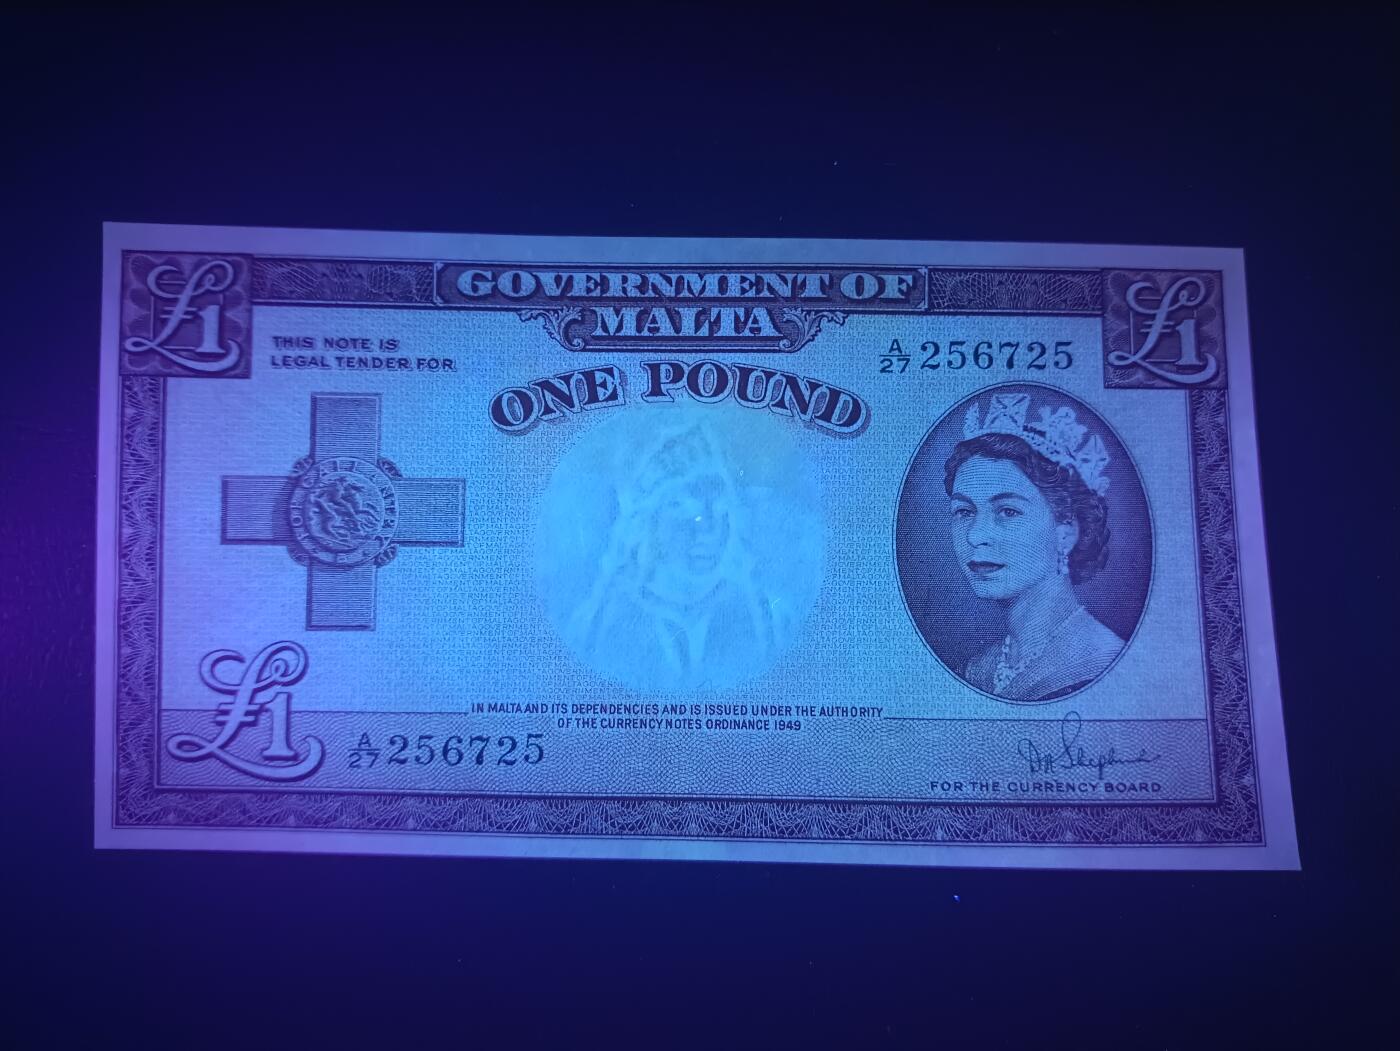 £1
GOVERNMENT OF
MALTA
£1
THIS NOTE IS
LEGAL TENDER FOR
A/27 256725
ONE POUND
IN MALTA AND ITS DEPENDENCIES AND IS ISSUED UNDER THE AUTHORITY
OF THE CURRENCY NOTES ORDINANCE 1949
£1
A/27 256725
FOR THE CURRENCY BOARD